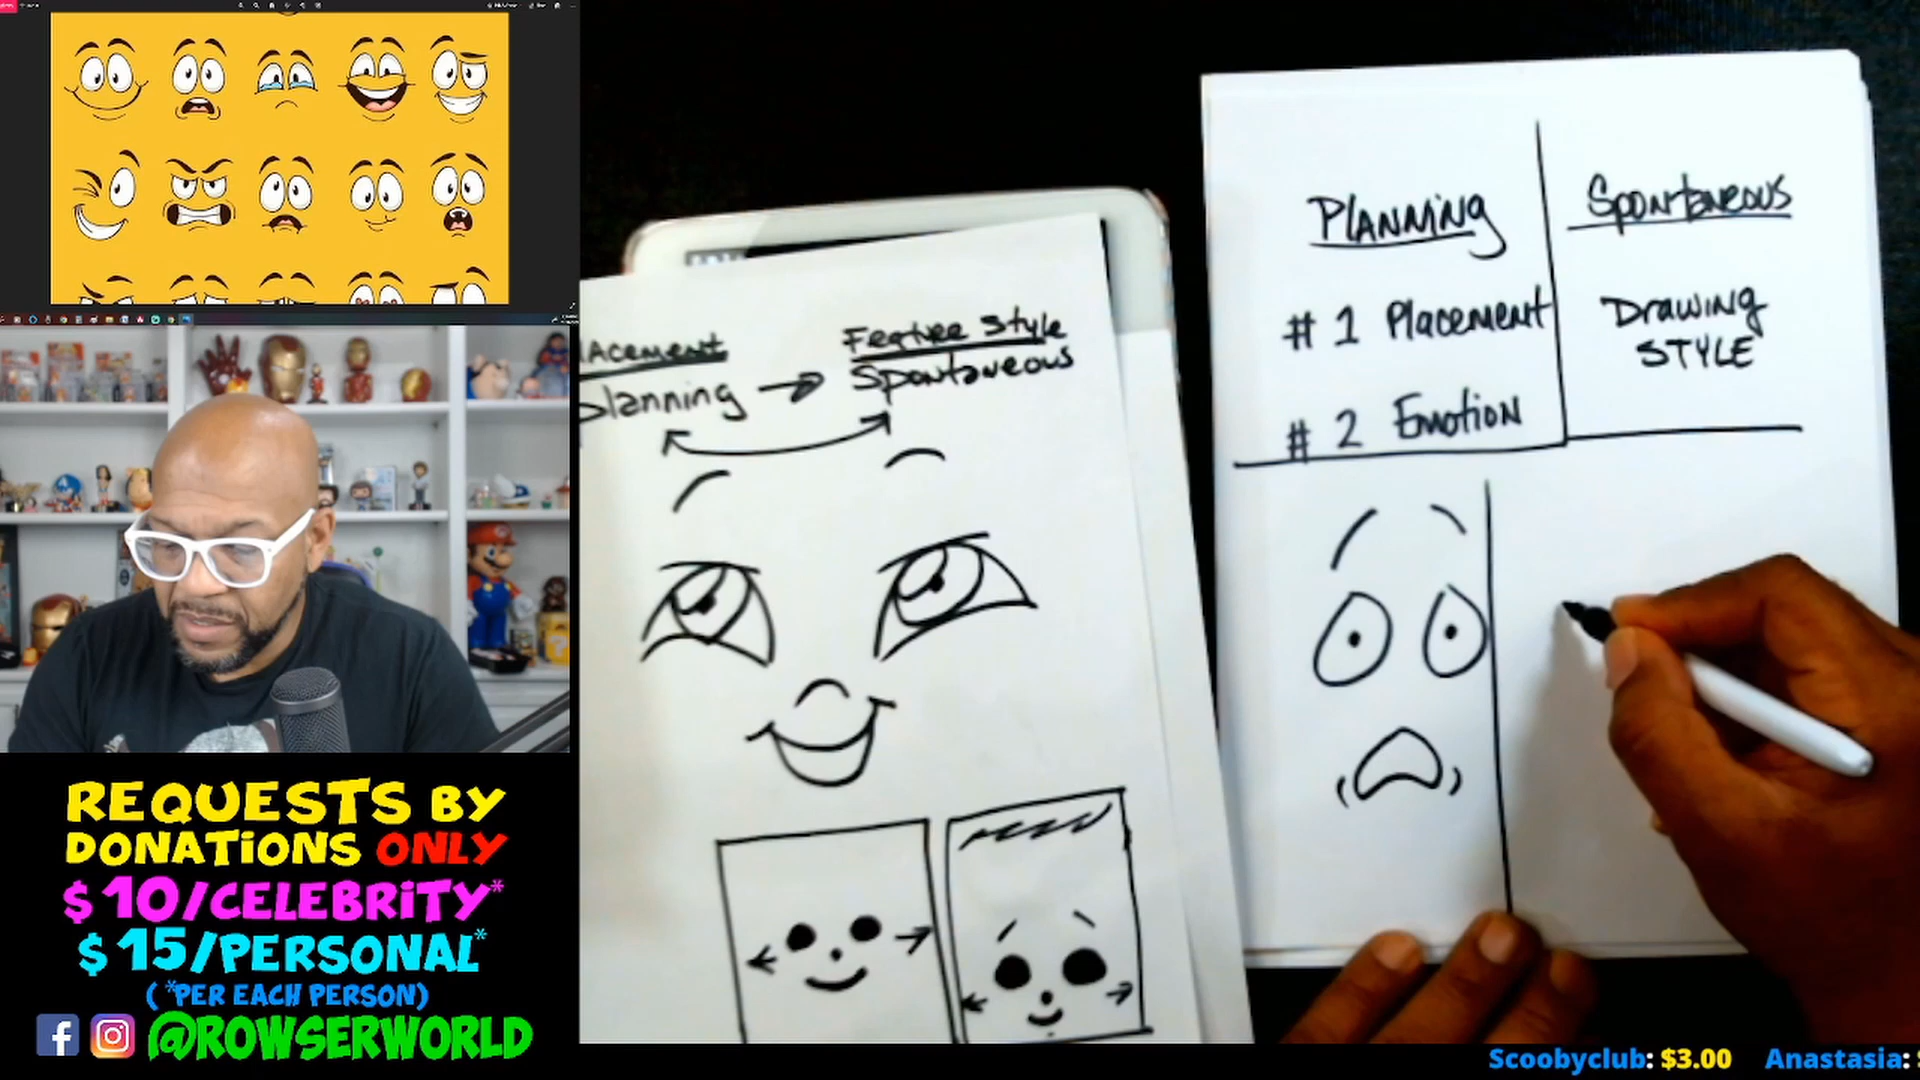 REQUESTS BY
DONATIONS ONLY
$10/CELEBRITY*
$15/PERSONAL*
(*PER EACH PERSON)
@ROWSERWORLD
Feature Style
planning → Spontaneous
Planning
#1 Placement
#2 Emotion
Spontaneous
Drawing
STYLE
Scoobyclub: $3.00 Anastasia: